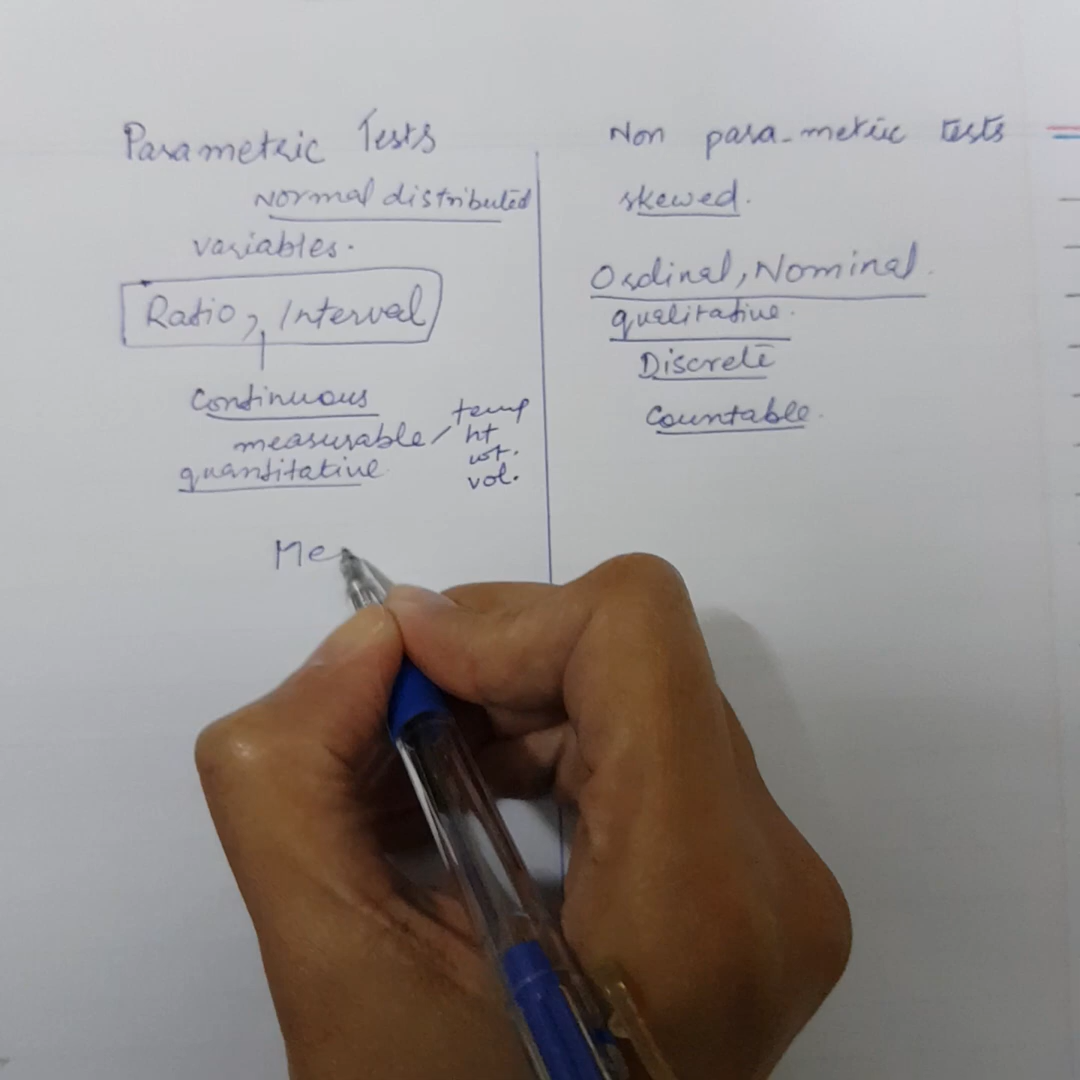 Parametric Tests
Normal distributed
variables.
Ratio, Interval
Continuous
measurable / temp
ht
wt.
vol.
quantitative
Me
Non para-metric tests
skewed.
Ordinal, Nominal.
qualitative.
Discrete
Countable.